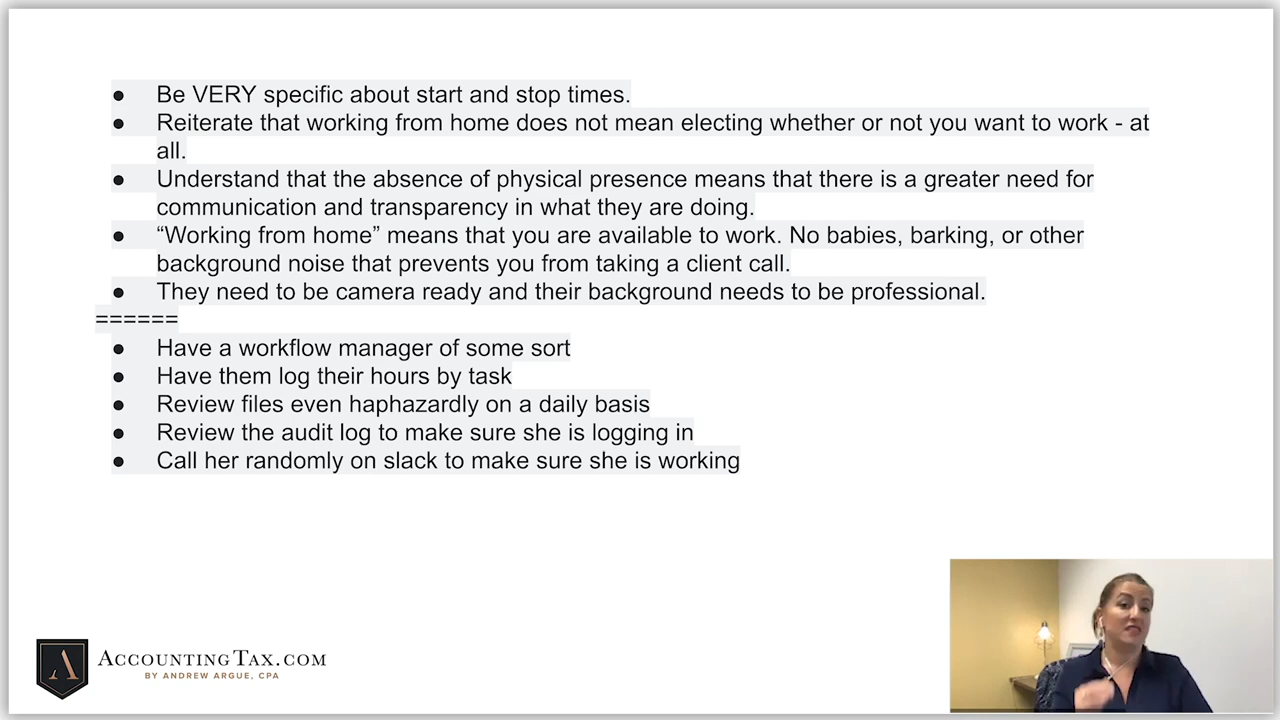 ● Be VERY specific about start and stop times.
● Reiterate that working from home does not mean electing whether or not you want to work - at
all.
● Understand that the absence of physical presence means that there is a greater need for
communication and transparency in what they are doing.
● “Working from home” means that you are available to work. No babies, barking, or other
background noise that prevents you from taking a client call.
● They need to be camera ready and their background needs to be professional.
======
● Have a workflow manager of some sort
● Have them log their hours by task
● Review files even haphazardly on a daily basis
● Review the audit log to make sure she is logging in
● Call her randomly on slack to make sure she is working
A
ACCOUNTINGTAX.COM
BY ANDREW ARGUE, CPA